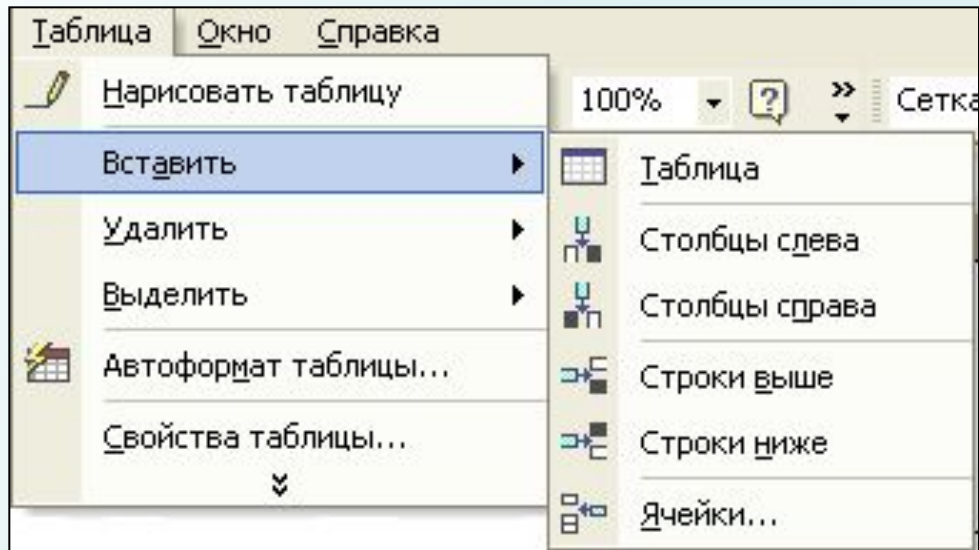 Таблица Окно Справка
Нарисовать таблицу
Вставить
Удалить
Выделить
Автоформат таблицы...
Свойства таблицы...
100% Сетка
Таблица
Столбцы слева
Столбцы справа
Строки выше
Строки ниже
Ячейки...